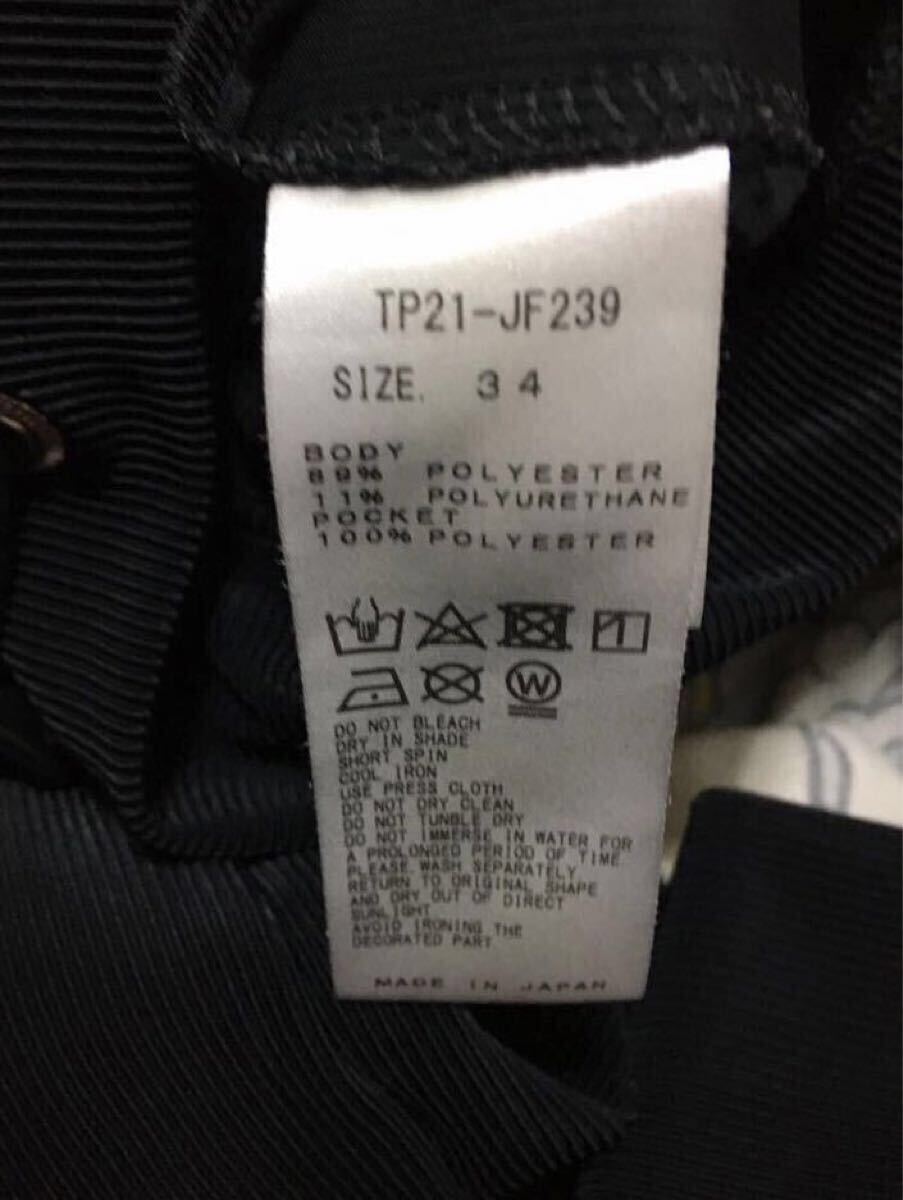 TP21-JF239
SIZE. 34
BODY
89% POLYESTER
11% POLYURETHANE
POCKET
100% POLYESTER
W
DO NOT BLEACH
DRY IN SHADE
SHORT SPIN
COOL IRON
USE PRESS CLOTH
DO NOT DRY CLEAN
DO NOT TUNBLE DRY
DO NOT IMMERSE IN WATER FOR
A PROLONGED PERIOD OF TIME
PLEASE WASH SEPARATELY
RETURN TO ORIGINAL SHAPE
AND DRY OUT OF DIRECT
SUNLIGHT
AVOID IRONING THE
DECORATED PART
MADE IN JAPAN